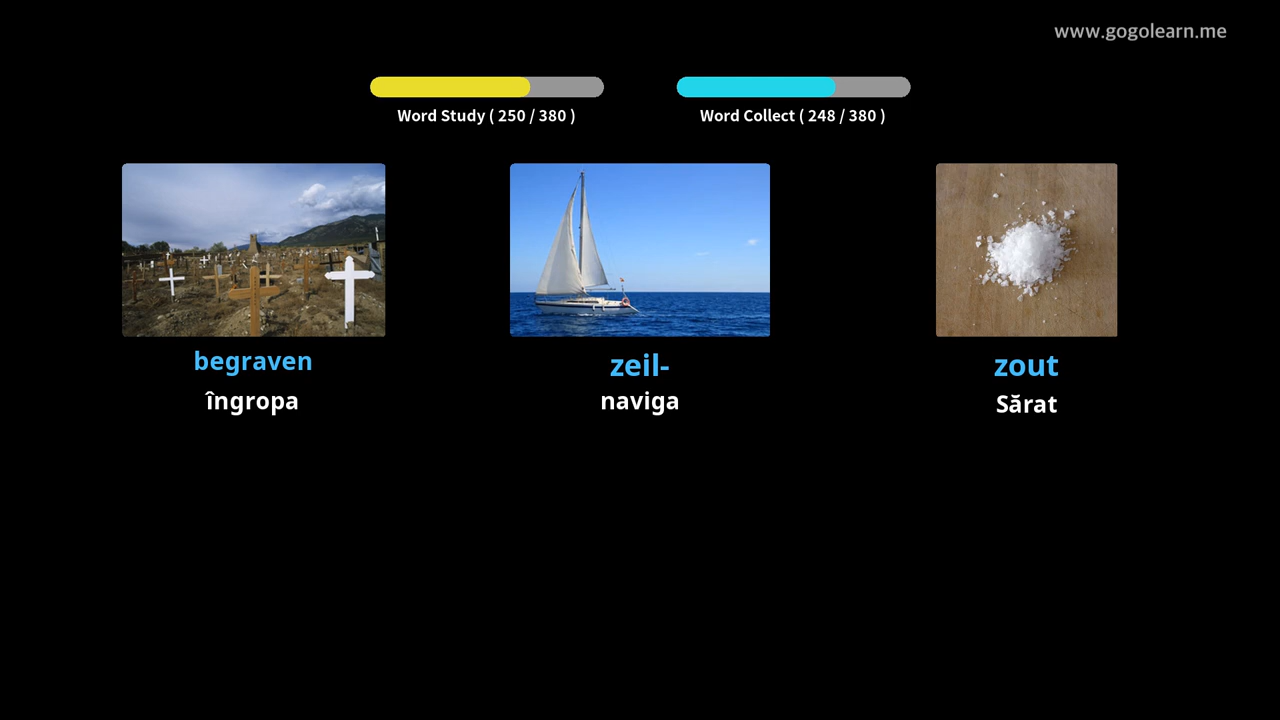 www.gogolearn.me
Word Study ( 250 / 380 )
Word Collect ( 248 / 380 )
begraven
îngropa
zeil-
naviga
zout
Sărat